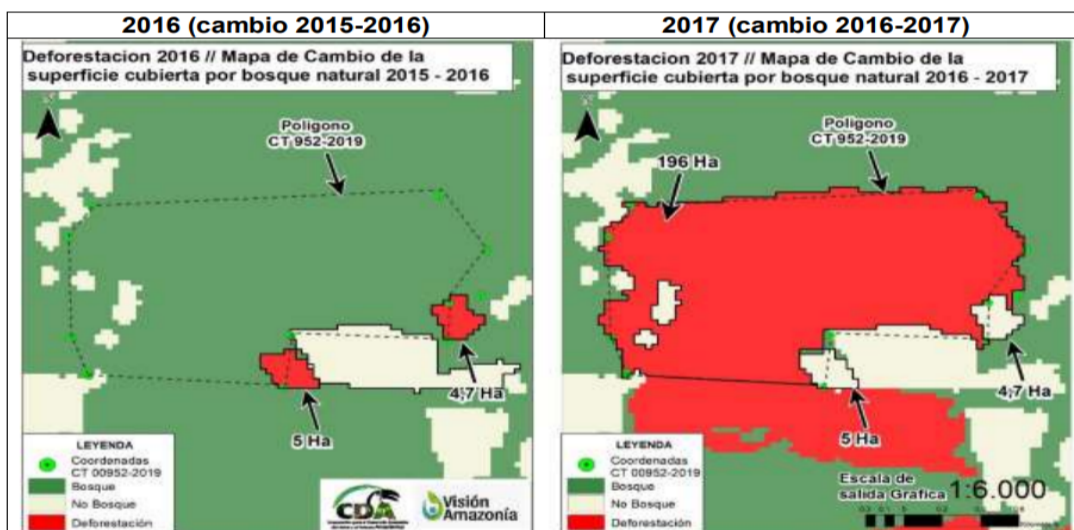 2016 (cambio 2015-2016)
2017 (cambio 2016-2017)
Deforestacion 2016 // Mapa de Cambio de la
superficie cubierta por bosque natural 2015 - 2016
Poligono
CT 952-2019
4,7 Ha
5 Ha
LEYENDA
Coordenadas
CT 00952-2019
Bosque
No Bosque
Deforestación
CDA
Visión
Amazonía
Deforestacion 2017 // Mapa de Cambio de la
superficie cubierta por bosque natural 2016 - 2017
Poligono
CT 952-2019
196 Ha
4,7 Ha
5 Ha
LEYENDA
Coordenadas
CT 00952-2019
Bosque
No Bosque
Deforestación
Escala de
salida Gráfica 1:6.000